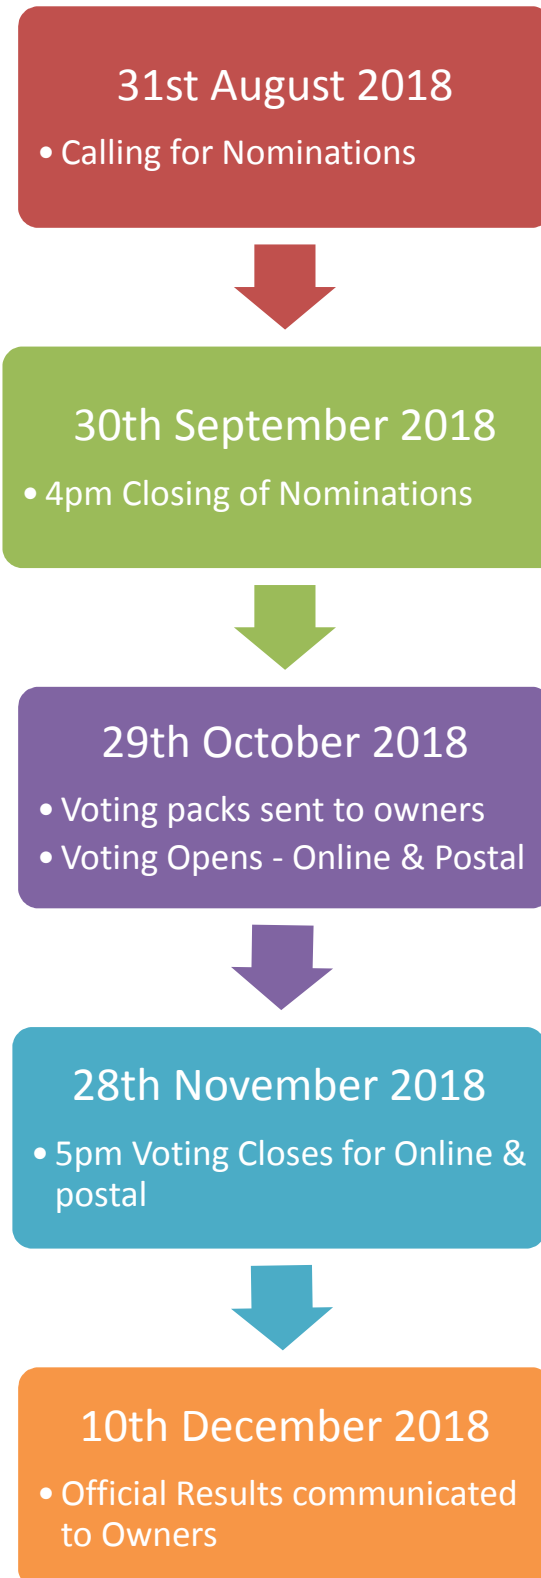 31st August 2018
• Calling for Nominations
30th September 2018
• 4pm Closing of Nominations
29th October 2018
• Voting packs sent to owners
• Voting Opens - Online & Postal
28th November 2018
• 5pm Voting Closes for Online &
postal
10th December 2018
• Official Results communicated
to Owners